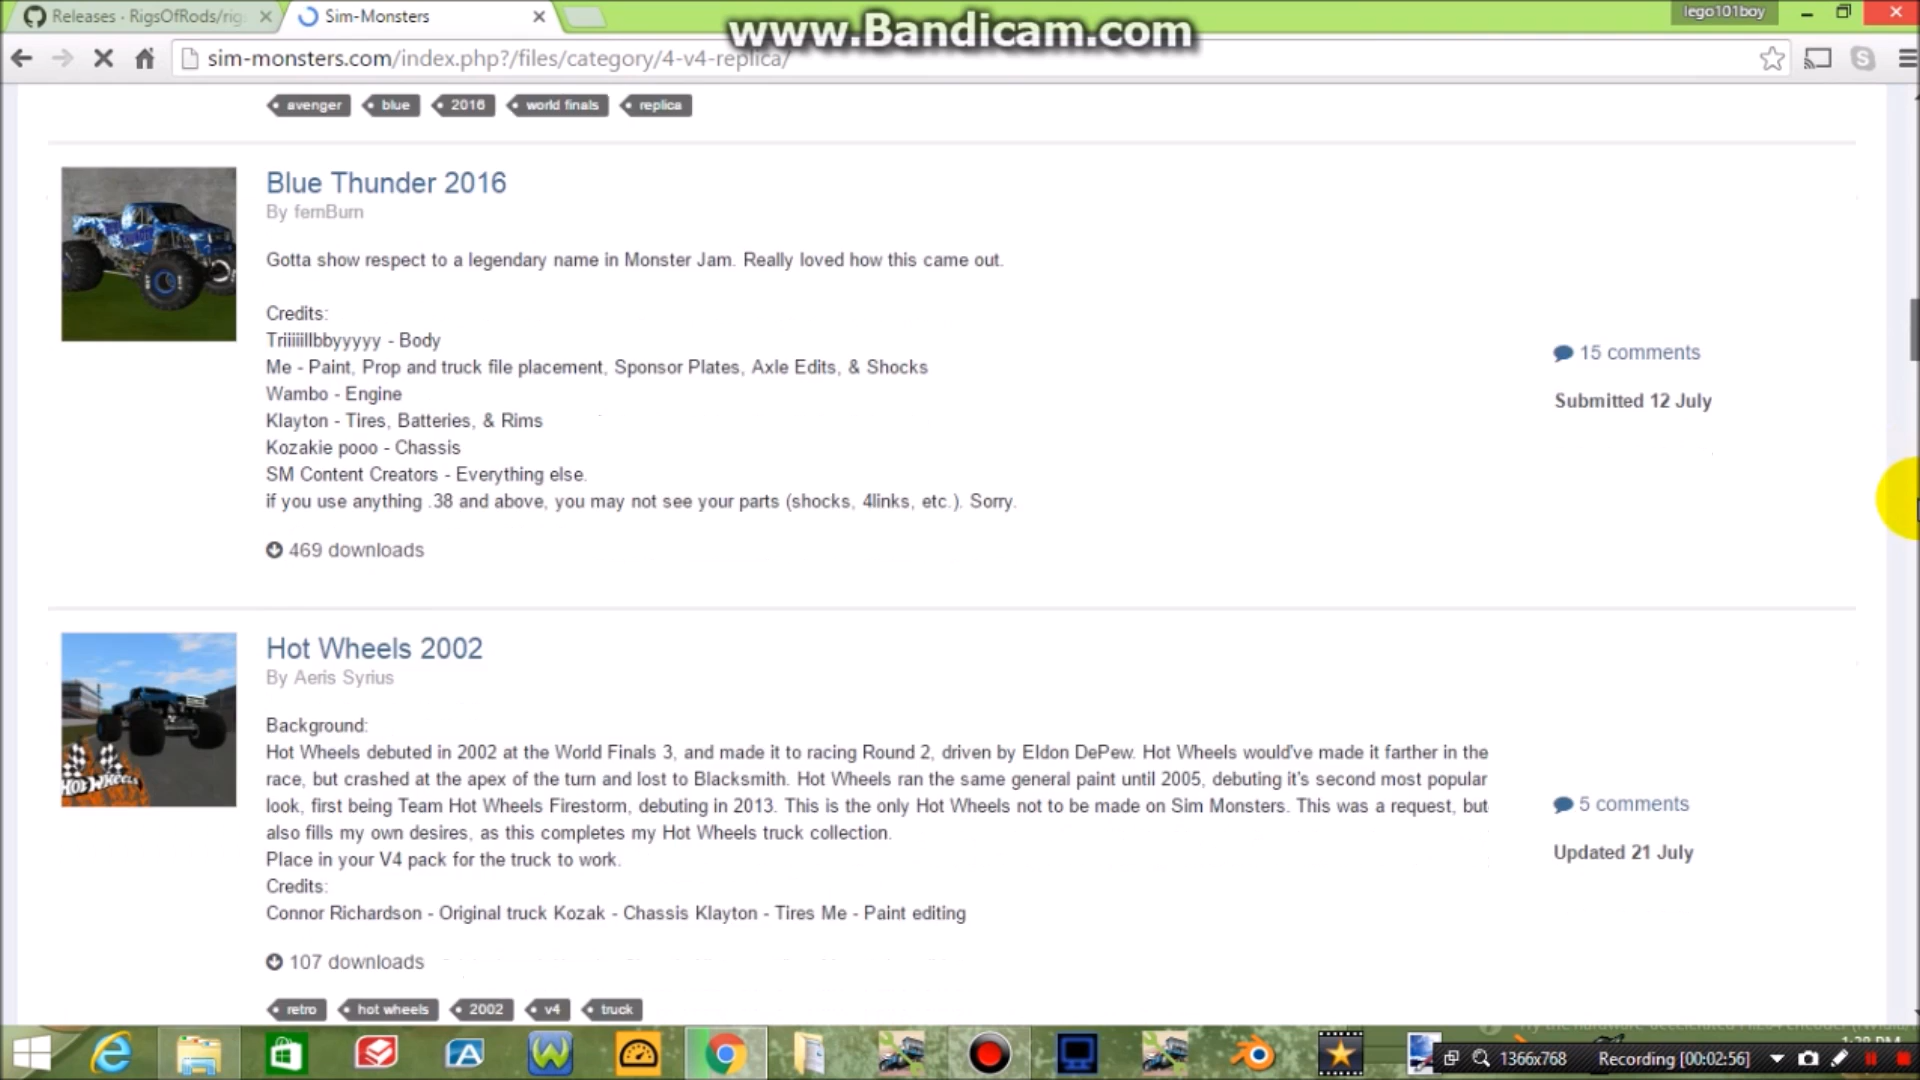 Releases - RigsOfRods/rig
Sim-Monsters
www.Bandicam.com
lego101boy
sim-monsters.com/index.php?/files/category/4-v4-replica/
avenger blue 2016 world finals replica
Blue Thunder 2016
By fernBurn
Gotta show respect to a legendary name in Monster Jam. Really loved how this came out.
Credits:
Triiiiillbbyyyyy - Body
Me - Paint, Prop and truck file placement, Sponsor Plates, Axle Edits, & Shocks
Wambo - Engine
Klayton - Tires, Batteries, & Rims
Kozakie pooo - Chassis
SM Content Creators - Everything else.
if you use anything .38 and above, you may not see your parts (shocks, 4links, etc.). Sorry.
469 downloads
15 comments
Submitted 12 July
Hot Wheels 2002
By Aeris Syrius
Background:
Hot Wheels debuted in 2002 at the World Finals 3, and made it to racing Round 2, driven by Eldon DePew. Hot Wheels would've made it farther in the
race, but crashed at the apex of the turn and lost to Blacksmith. Hot Wheels ran the same general paint until 2005, debuting it's second most popular
look, first being Team Hot Wheels Firestorm, debuting in 2013. This is the only Hot Wheels not to be made on Sim Monsters. This was a request, but
also fills my own desires, as this completes my Hot Wheels truck collection.
Place in your V4 pack for the truck to work.
Credits:
Connor Richardson - Original truck Kozak - Chassis Klayton - Tires Me - Paint editing
107 downloads
5 comments
Updated 21 July
HOT WHEELS
retro hot wheels 2002 v4 truck
1366x768 Recording [00:02:56]